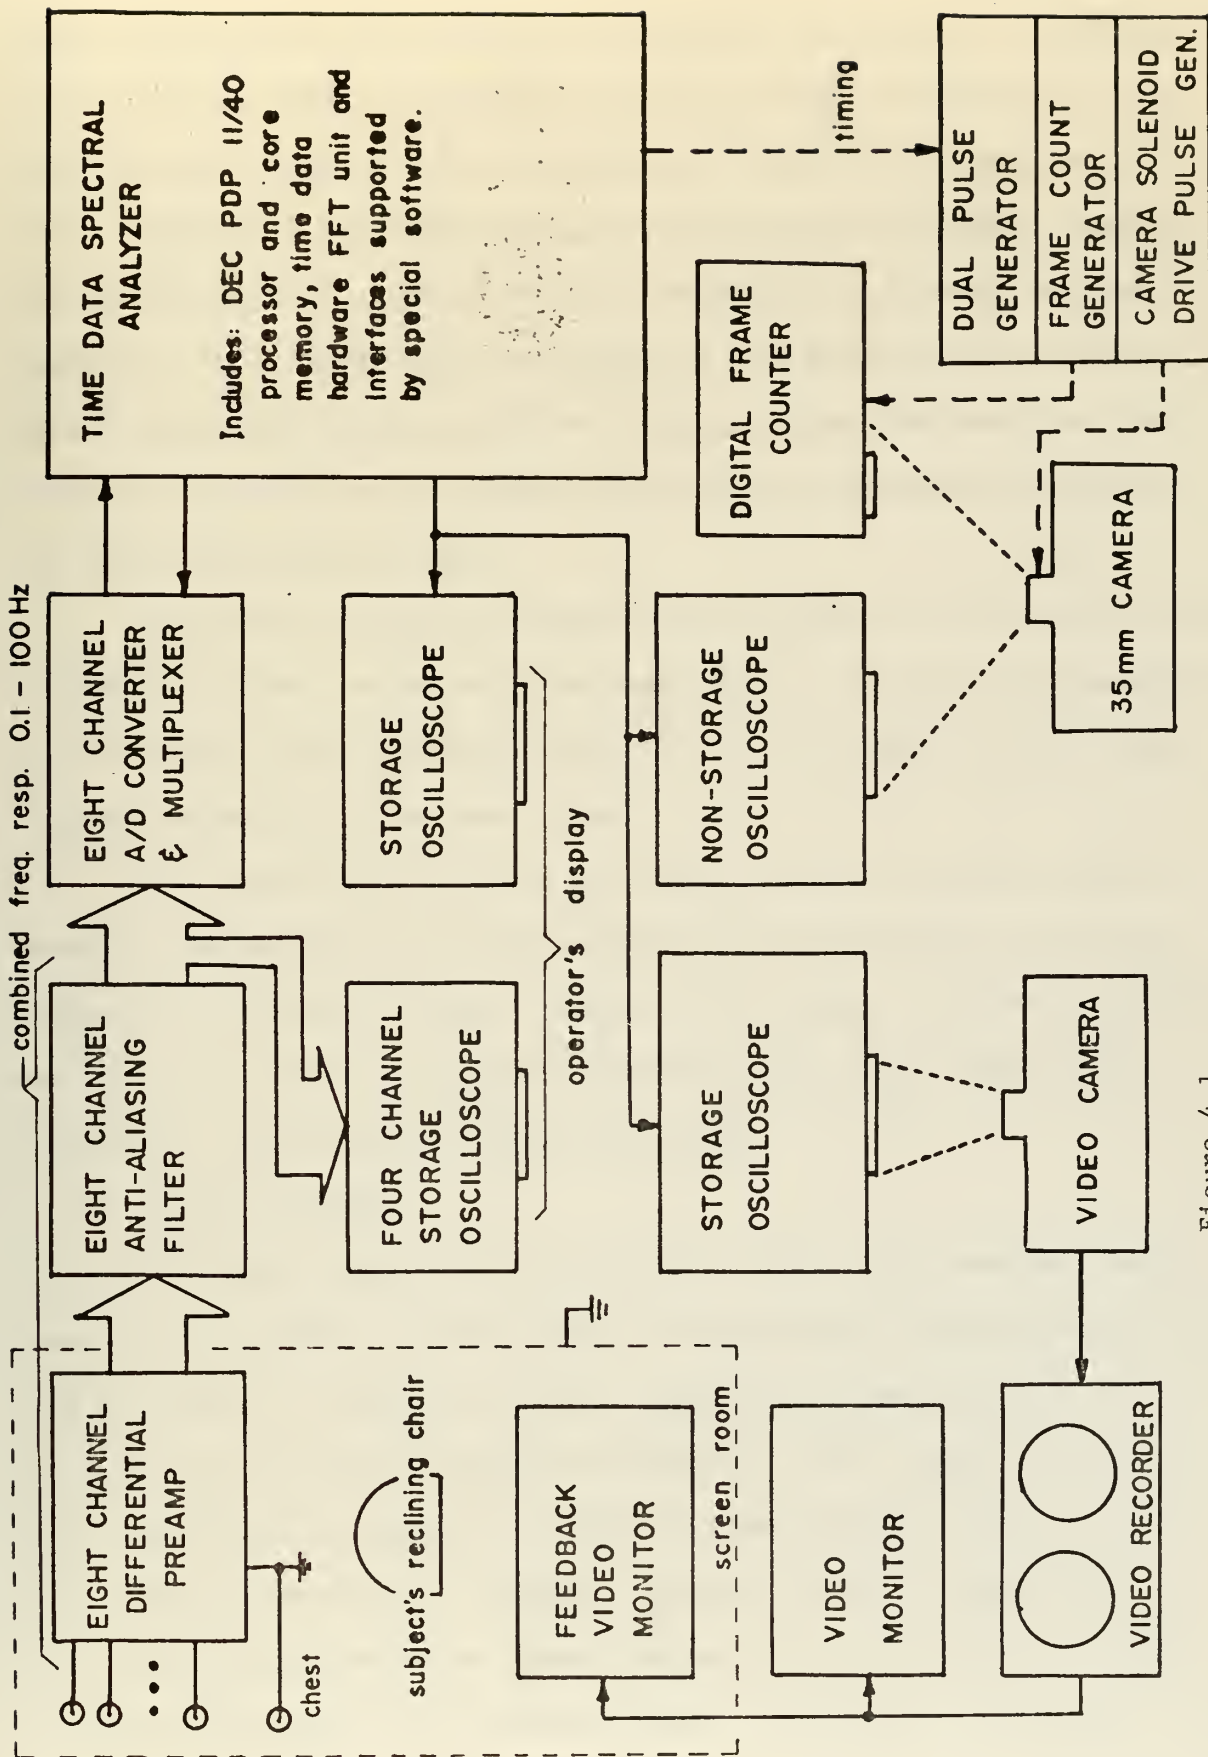 combined freq. resp. 0.1 - 100 Hz
EIGHT CHANNEL
DIFFERENTIAL
PREAMP
chest
subject's reclining chair
FEEDBACK
VIDEO
MONITOR
screen room
VIDEO
MONITOR
VIDEO RECORDER
EIGHT CHANNEL
ANTI-ALIASING
FILTER
FOUR CHANNEL
STORAGE
OSCILLOSCOPE
operator's display
STORAGE
OSCILLOSCOPE
VIDEO CAMERA
EIGHT CHANNEL
A/D CONVERTER
& MULTIPLEXER
STORAGE
OSCILLOSCOPE
NON-STORAGE
OSCILLOSCOPE
35mm CAMERA
TIME DATA SPECTRAL
ANALYZER
Includes: DEC PDP 11/40
processor and core
memory, time data
hardware FFT unit and
interfaces supported
by special software.
DIGITAL FRAME
COUNTER
timing
DUAL PULSE
GENERATOR
FRAME COUNT
GENERATOR
CAMERA SOLENOID
DRIVE PULSE GEN.
Figure